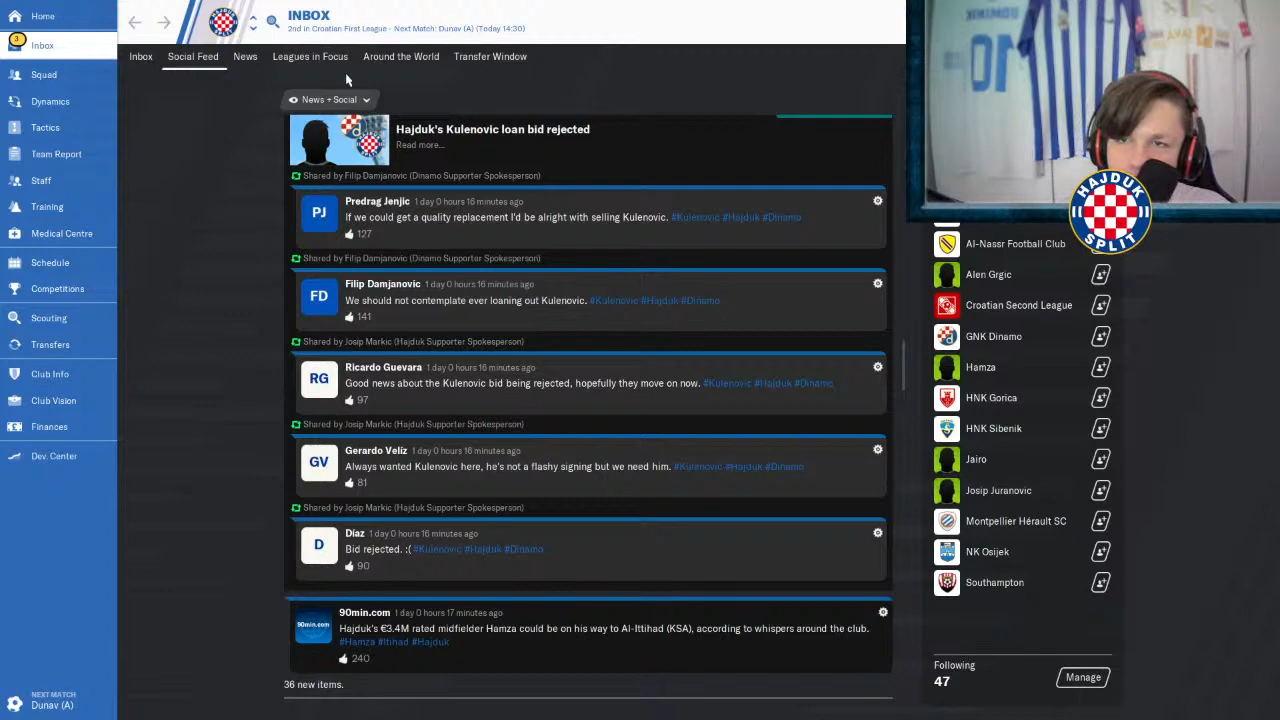 Home
INBOX
2nd in Croatian First League - Next Match: Dunav (A) (Today 14:30)
3
Inbox
Inbox Social Feed News Leagues in Focus Around the World Transfer Window
Squad
Dynamics
Tactics
Team Report
Staff
Training
Medical Centre
Schedule
Competitions
Scouting
Transfers
Club Info
Club Vision
Finances
Dev. Center
NEXT MATCH
Dunav (A)
News + Social
Hajduk's Kulenovic loan bid rejected
Read more...
Shared by Filip Damjanovic (Dinamo Supporter Spokesperson)
PJ
Predrag Jenjic 1 day 0 hours 16 minutes ago
If we could get a quality replacement I'd be alright with selling Kulenovic. #Kulenovic #Hajduk #Dinamo
127
Shared by Filip Damjanovic (Dinamo Supporter Spokesperson)
FD
Filip Damjanovic 1 day 0 hours 16 minutes ago
We should not contemplate ever loaning out Kulenovic. #Kulenovic #Hajduk #Dinamo
141
Shared by Josip Markic (Hajduk Supporter Spokesperson)
RG
Ricardo Guevara 1 day 0 hours 16 minutes ago
Good news about the Kulenovic bid being rejected, hopefully they move on now. #Kulenovic #Hajduk #Dinamo
97
Shared by Josip Markic (Hajduk Supporter Spokesperson)
GV
Gerardo Velíz 1 day 0 hours 16 minutes ago
Always wanted Kulenovic here, he's not a flashy signing but we need him. #Kulenovic #Hajduk #Dinamo
81
Shared by Josip Markic (Hajduk Supporter Spokesperson)
D
Díaz 1 day 0 hours 16 minutes ago
Bid rejected. :( #Kulenovic #Hajduk #Dinamo
90
90min.com
90min.com 1 day 0 hours 17 minutes ago
Hajduk's €3.4M rated midfielder Hamza could be on his way to Al-Ittihad (KSA), according to whispers around the club.
#Hamza #Itihad #Hajduk
240
36 new items.
10
HAJDUK
SPLIT
Al-Nassr Football Club
Alen Grgic
Croatian Second League
GNK Dinamo
Hamza
HNK Gorica
HNK Sibenik
Jairo
Josip Juranovic
Montpellier Hérault SC
NK Osijek
Southampton
Following
47
Manage